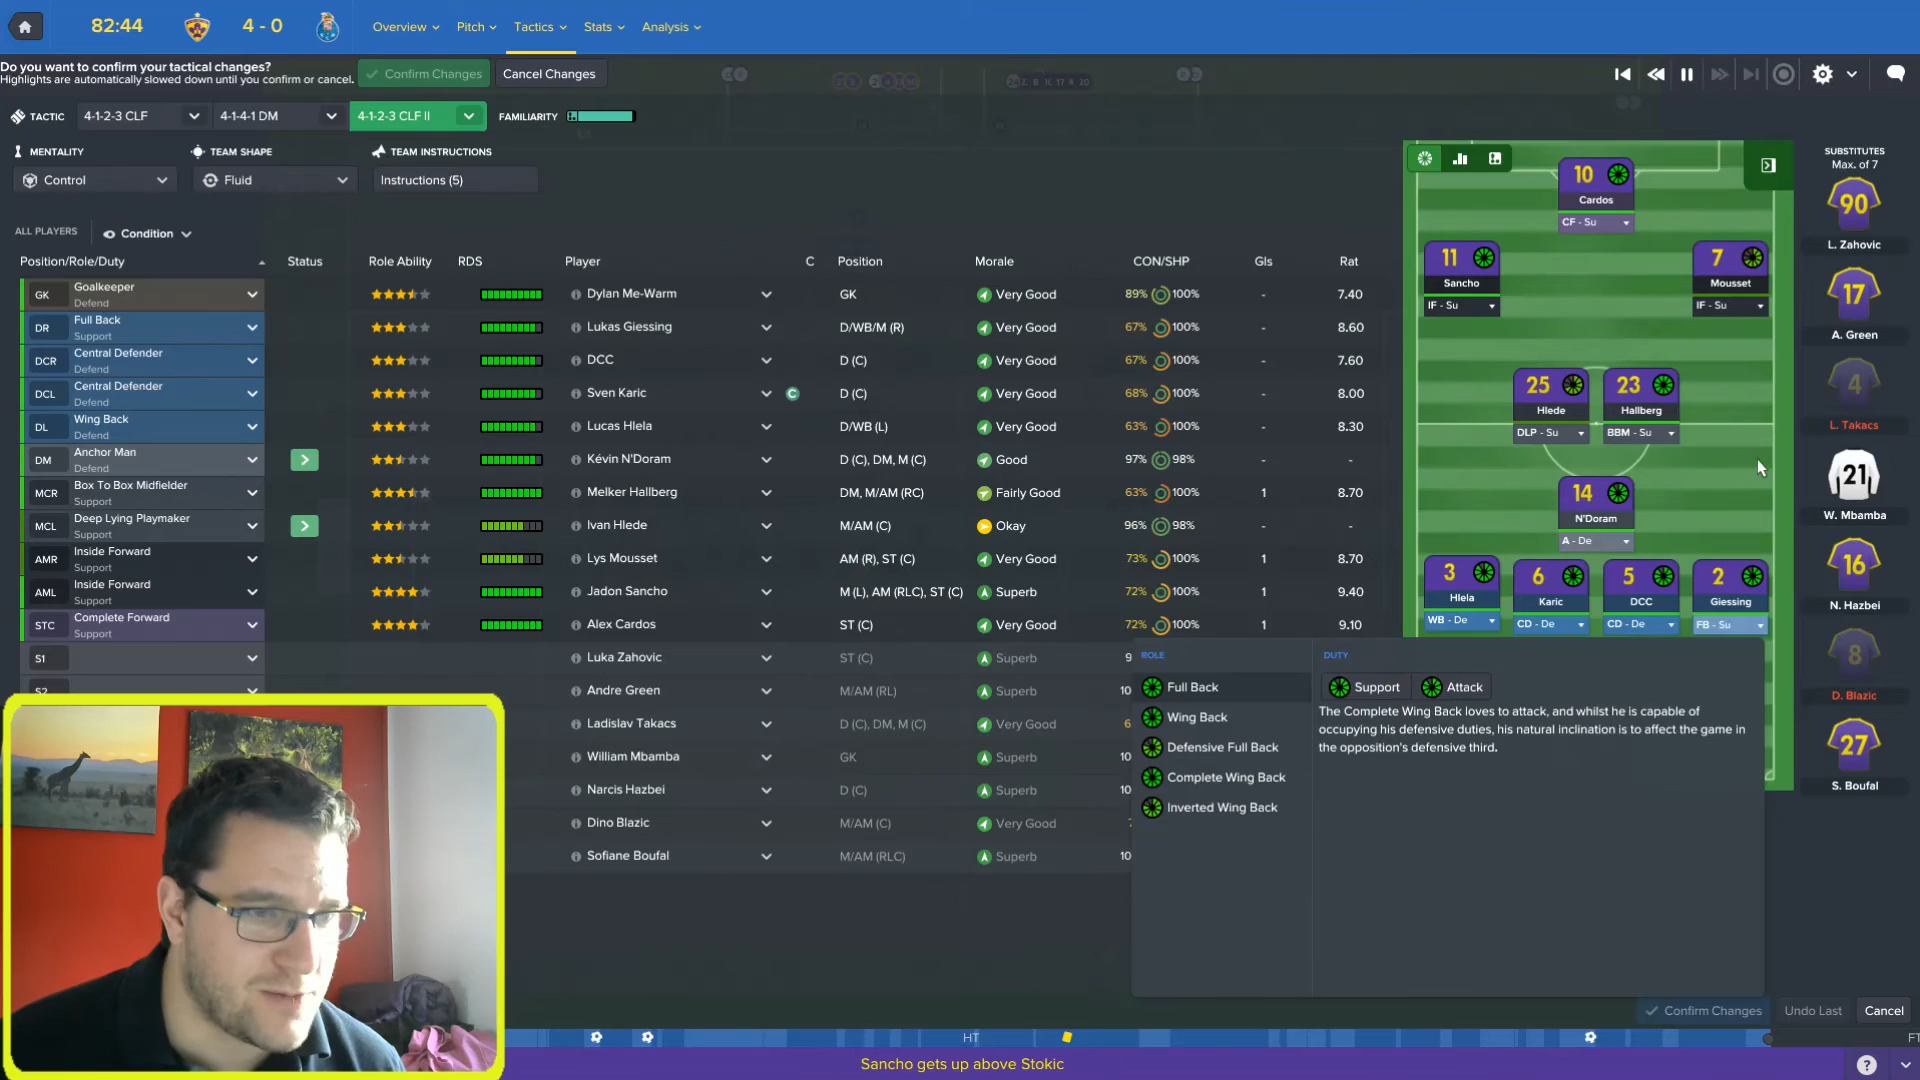 82:44
4 - 0
Overview
Pitch
Tactics
Stats
Analysis
Do you want to confirm your tactical changes?
Highlights are automatically slowed down until you confirm or cancel.
Confirm Changes
Cancel Changes
TACTIC
4-1-2-3 CLF
4-1-4-1 DM
4-1-2-3 CLF II
FAMILIARITY
MENTALITY
TEAM SHAPE
TEAM INSTRUCTIONS
Control
Fluid
Instructions (5)
ALL PLAYERS
Condition
Position/Role/Duty Status Role Ability RDS Player C Position Morale CON/SHP Gls Rat
GK Goalkeeper Defend Dylan Me-Warm GK Very Good 89% 100% - 7.40
DR Full Back Support Lukas Giessing D/WB/M (R) Very Good 67% 100% - 8.60
DCR Central Defender Defend DCC D (C) Very Good 67% 100% - 7.60
DCL Central Defender Defend Sven Karic C D (C) Very Good 68% 100% - 8.00
DL Wing Back Defend Lucas Hlela D/WB (L) Very Good 63% 100% - 8.30
DM Anchor Man Defend Kévin N'Doram D (C), DM, M (C) Good 97% 98% - -
MCR Box To Box Midfielder Support Melker Hallberg DM, M/AM (RC) Fairly Good 63% 100% 1 8.70
MCL Deep Lying Playmaker Support Ivan Hlede M/AM (C) Okay 96% 98% - -
AMR Inside Forward Support Lys Mousset AM (R), ST (C) Very Good 73% 100% 1 8.70
AML Inside Forward Support Jadon Sancho M (L), AM (RLC), ST (C) Superb 72% 100% 1 9.40
STC Complete Forward Support Alex Cardos ST (C) Very Good 72% 100% 1 9.10
S1 Luka Zahovic ST (C) Superb 9
S2 Andre Green M/AM (RL) Superb 10
Ladislav Takacs D (C), DM, M (C) Very Good 6
William Mbamba GK Superb 10
Narcis Hazbei D (C) Superb 10
Dino Blazic M/AM (C) Very Good
Sofiane Boufal M/AM (RLC) Superb 10
10
Cardos
CF - Su
11
Sancho
IF - Su
7
Mousset
IF - Su
25
Hlede
DLP - Su
23
Hallberg
BBM - Su
14
N'Doram
A - De
3
Hlela
WB - De
6
Karic
CD - De
5
DCC
CD - De
2
Giessing
FB - Su
SUBSTITUTES
Max. of 7
90
L. Zahovic
17
A. Green
4
L. Takacs
21
W. Mbamba
16
N. Hazbei
8
D. Blazic
27
S. Boufal
ROLE
Full Back
Wing Back
Defensive Full Back
Complete Wing Back
Inverted Wing Back
DUTY
Support
Attack
The Complete Wing Back loves to attack, and whilst he is capable of
occupying his defensive duties, his natural inclination is to affect the game in
the opposition's defensive third.
Confirm Changes
Undo Last
Cancel
HT
FT
Sancho gets up above Stokic
?